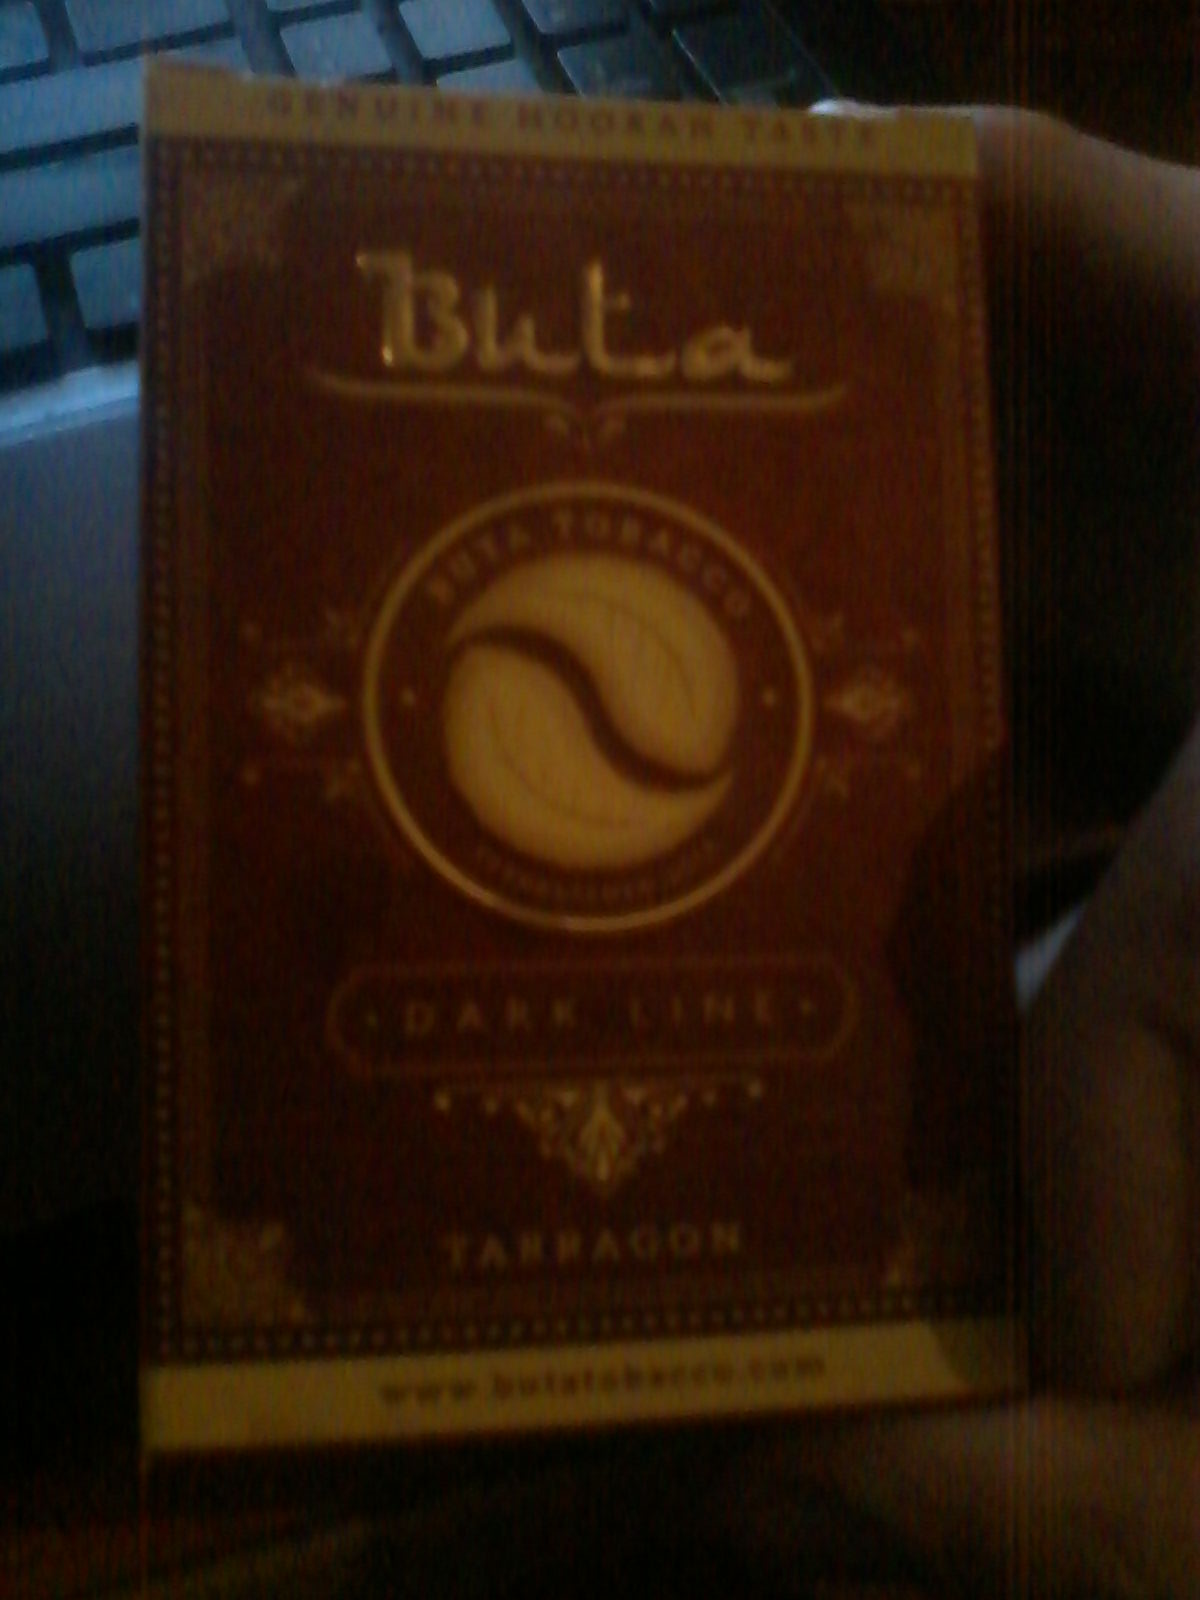 GENUINE HOOKAH TASTE
Buta
BUTA TOBACCO
• DARK LINE •
TARRAGON
www.butatobacco.com